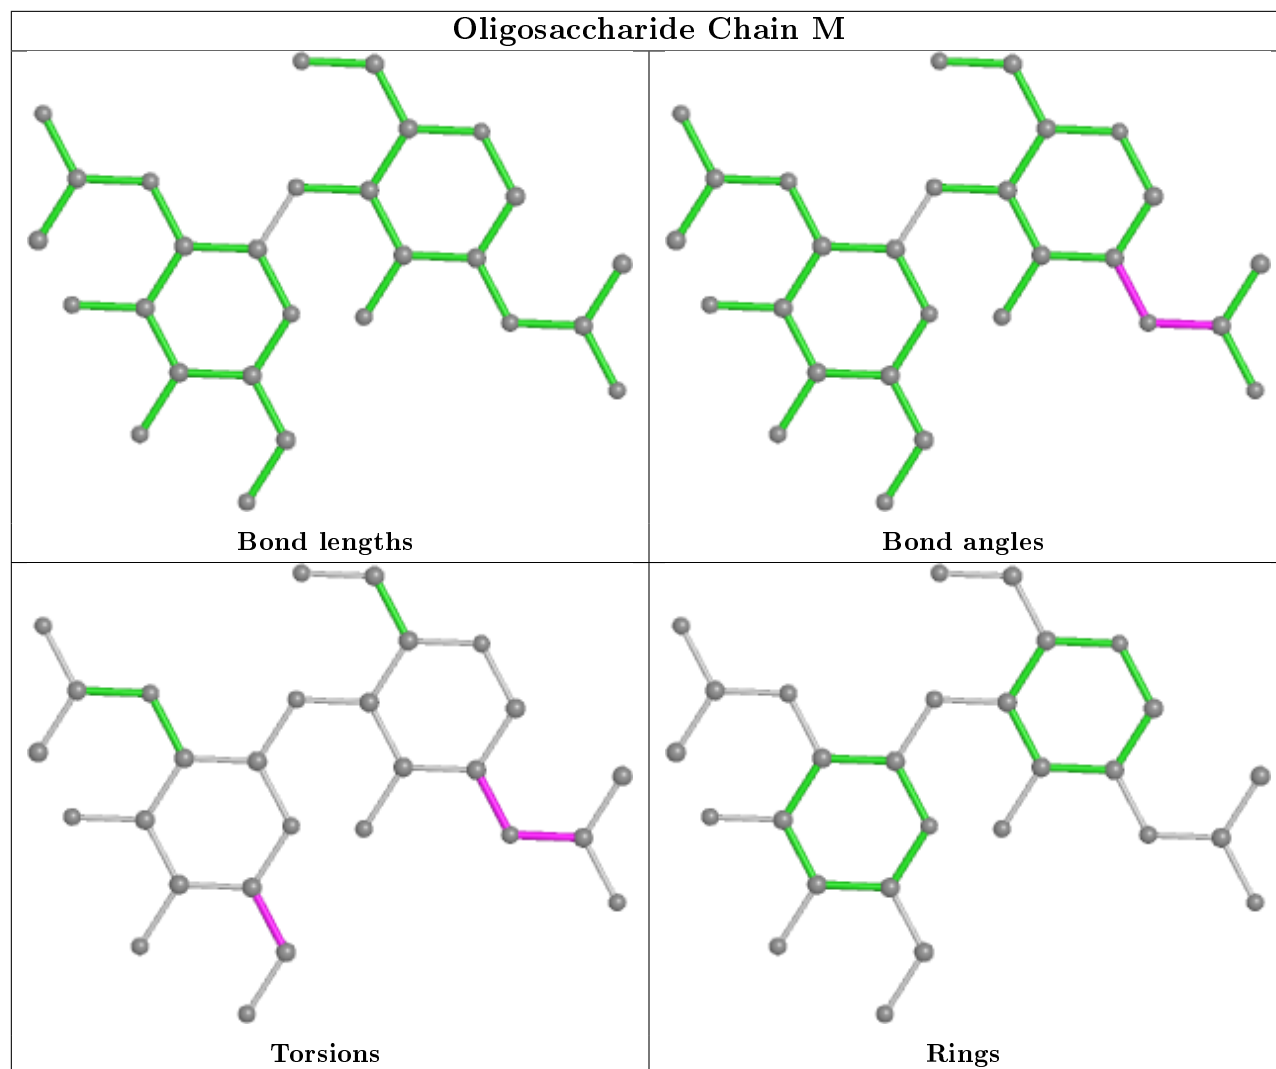 Oligosaccharide Chain M
Bond lengths
Bond angles
Torsions
Rings